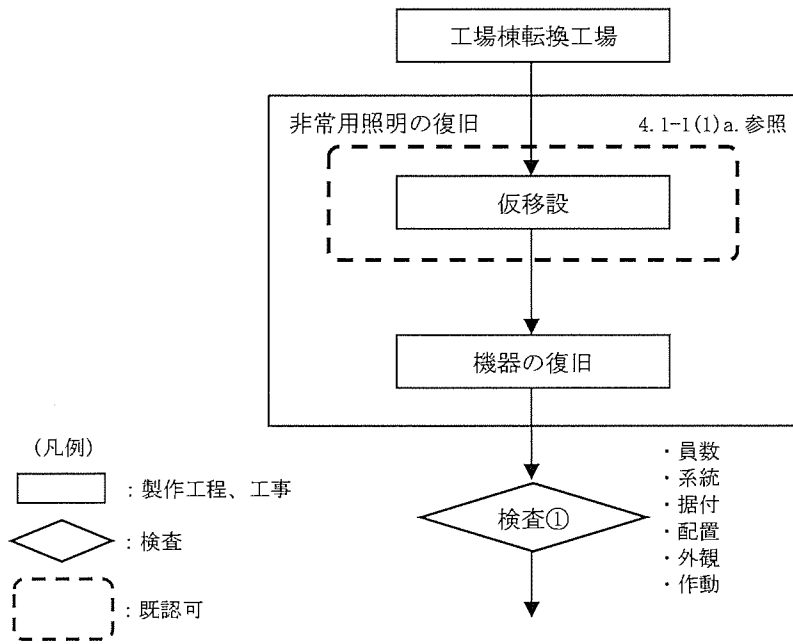 工場棟転換工場
非常用照明の復旧
4.1-1(1)a.参照
仮移設
機器の復旧
検査①
・員数
・系統
・据付
・配置
・外観
・作動
(凡例)
：製作工程、工事
：検査
：既認可